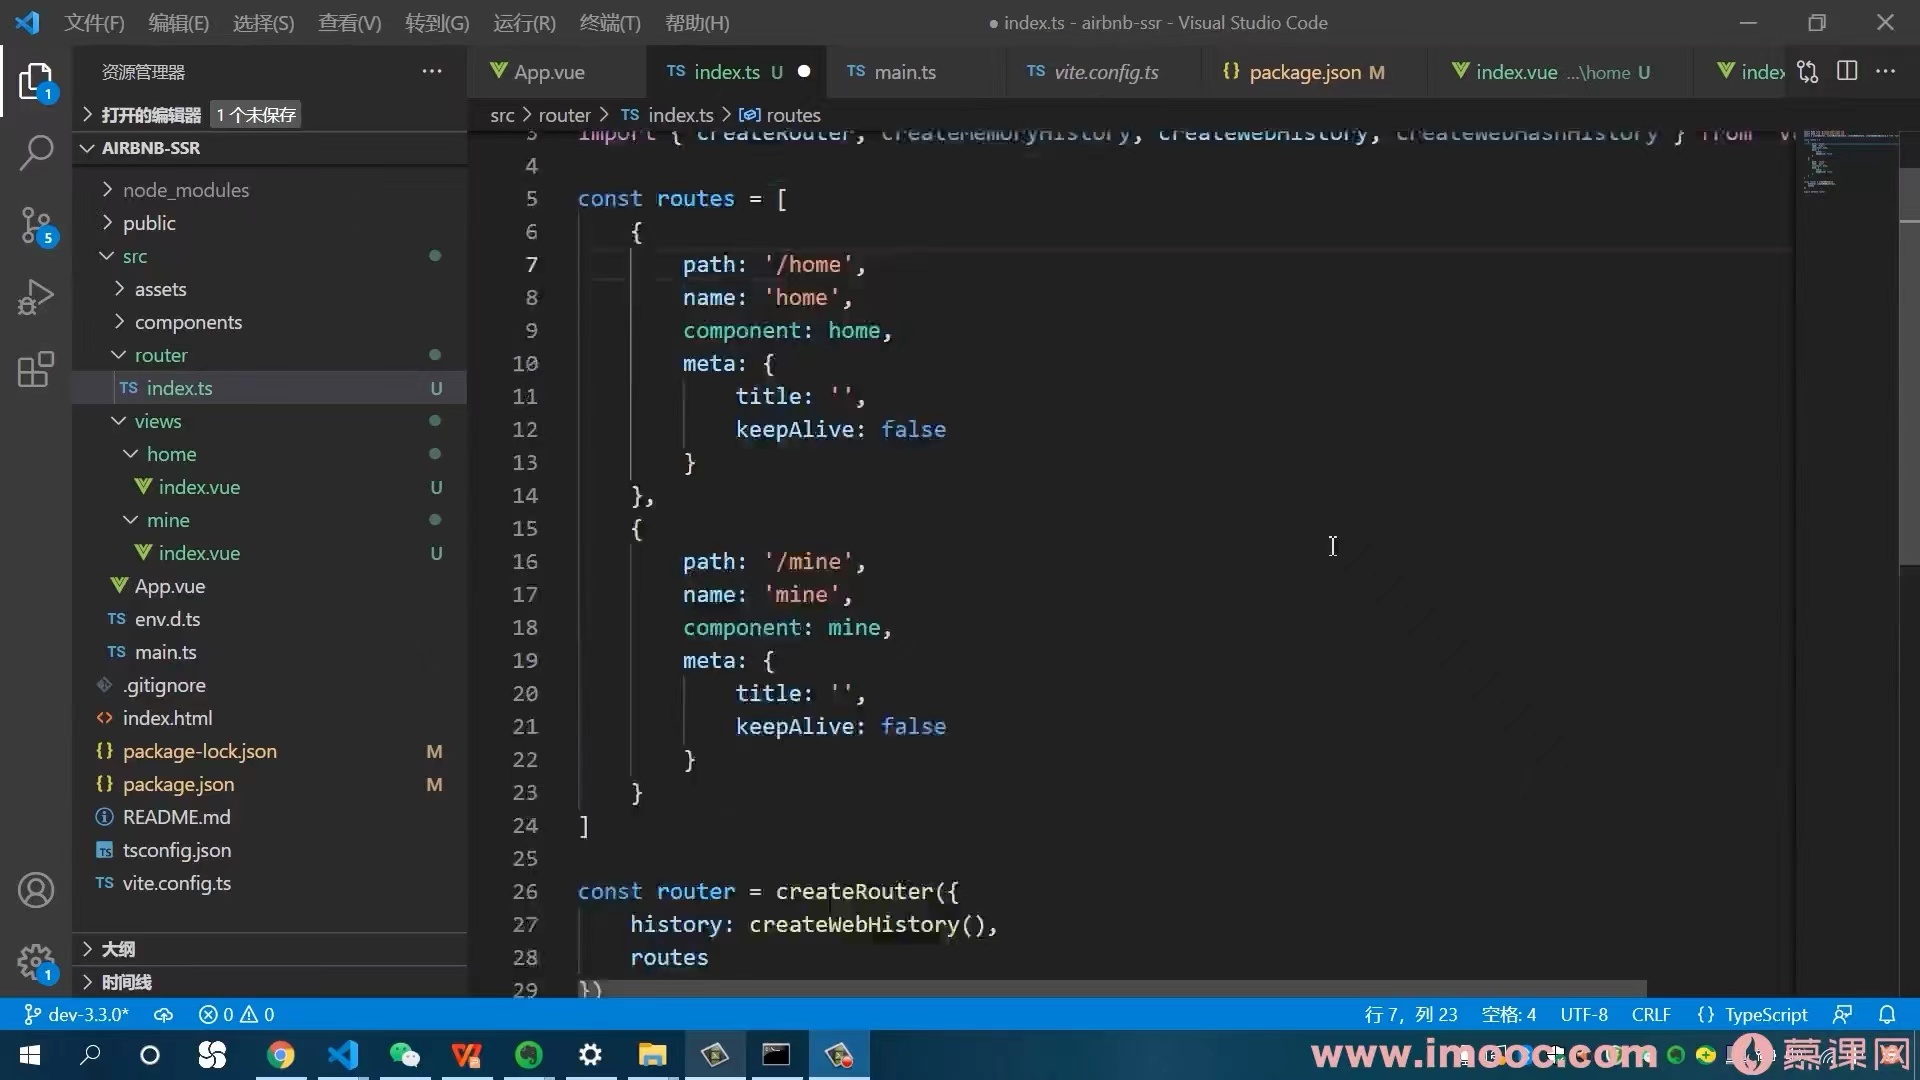 文件(F) 编辑(E) 选择(S) 查看(V) 转到(G) 运行(R) 终端(T) 帮助(H) ● index.ts - airbnb-ssr - Visual Studio Code
资源管理器 ···
App.vue TS index.ts U TS main.ts TS vite.config.ts {} package.json M index.vue ...\home U index ···
打开的编辑器 1 个未保存
src > router > TS index.ts > routes
AIRBNB-SSR
node_modules
public
src
assets
components
router
TS index.ts U
views
home
index.vue U
mine
index.vue U
App.vue
TS env.d.ts
TS main.ts
.gitignore
<> index.html
{} package-lock.json M
{} package.json M
README.md
TS tsconfig.json
TS vite.config.ts
大纲
时间线
1
5
1
3 import { createRouter, createMemoryHistory, createWebHistory, createWebHashHistory } from
4
5 const routes = [
6 {
7 path: '/home',
8 name: 'home',
9 component: home,
10 meta: {
11 title: '',
12 keepAlive: false
13 }
14 },
15 {
16 path: '/mine',
17 name: 'mine',
18 component: mine,
19 meta: {
20 title: '',
21 keepAlive: false
22 }
23 }
24 ]
25
26 const router = createRouter({
27 history: createWebHistory(),
28 routes
29 })
dev-3.3.0* 0 0 行 7，列 23 空格: 4 UTF-8 CRLF {} TypeScript
www.imooc.com 慕课网